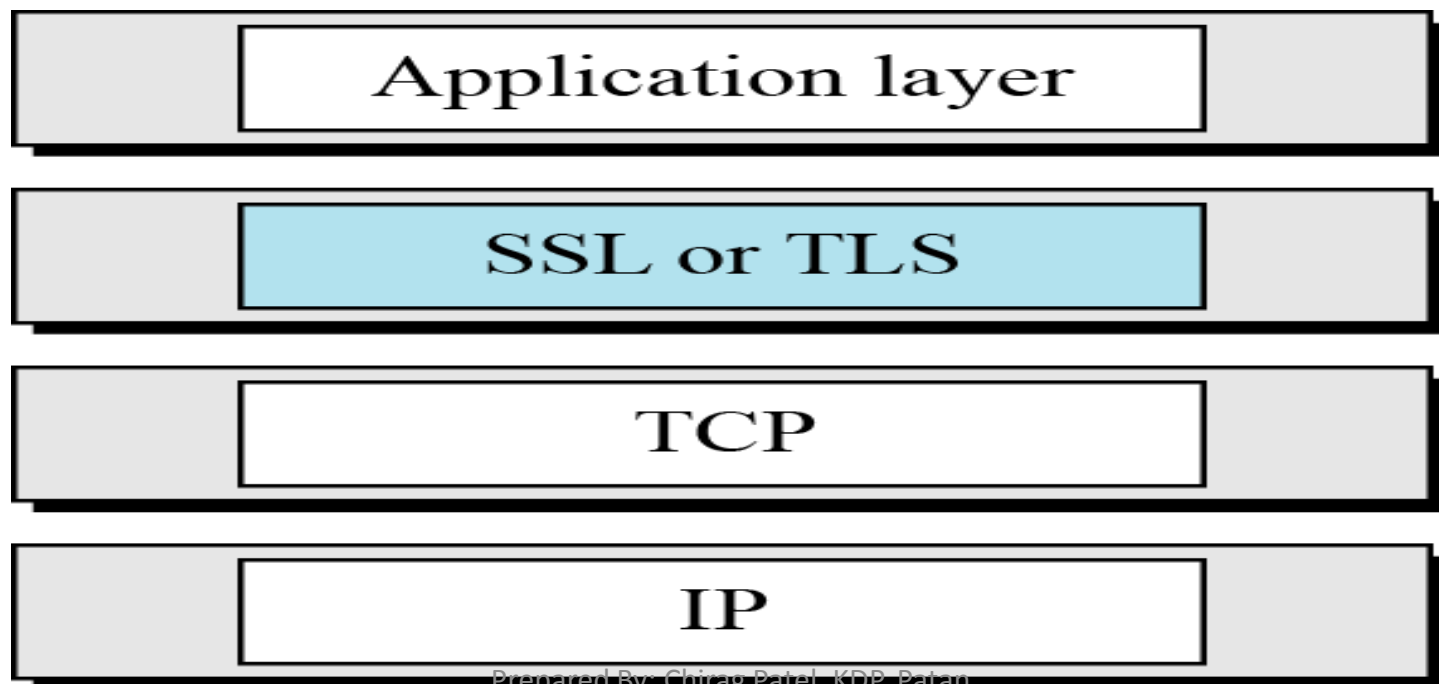 Application layer
SSL or TLS
TCP
IP
Prepared By: Chirag Patel, KDP, Patan